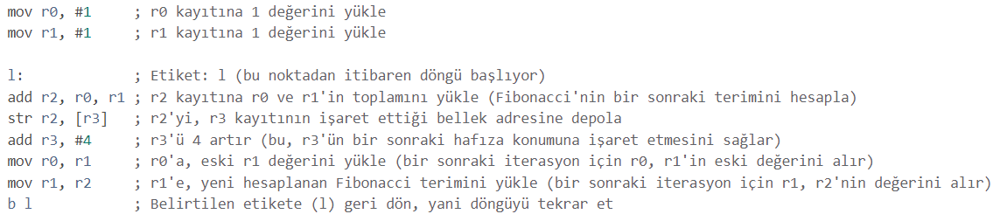 mov r0, #1 ; r0 kayıtına 1 değerini yükle
mov r1, #1 ; r1 kayıtına 1 değerini yükle
l: ; Etiket: l (bu noktadan itibaren döngü başlıyor)
add r2, r0, r1 ; r2 kayıtına r0 ve r1'in toplamını yükle (Fibonacci'nin bir sonraki terimini hesapla)
str r2, [r3] ; r2'yi, r3 kayıtının işaret ettiği bellek adresine depola
add r3, #4 ; r3'ü 4 artır (bu, r3'ün bir sonraki hafıza konumuna işaret etmesini sağlar)
mov r0, r1 ; r0'a, eski r1 değerini yükle (bir sonraki iterasyon için r0, r1'in eski değerini alır)
mov r1, r2 ; r1'e, yeni hesaplanan Fibonacci terimini yükle (bir sonraki iterasyon için r1, r2'nin değerini alır)
b l ; Belirtilen etikete (l) geri dön, yani döngüyü tekrar et